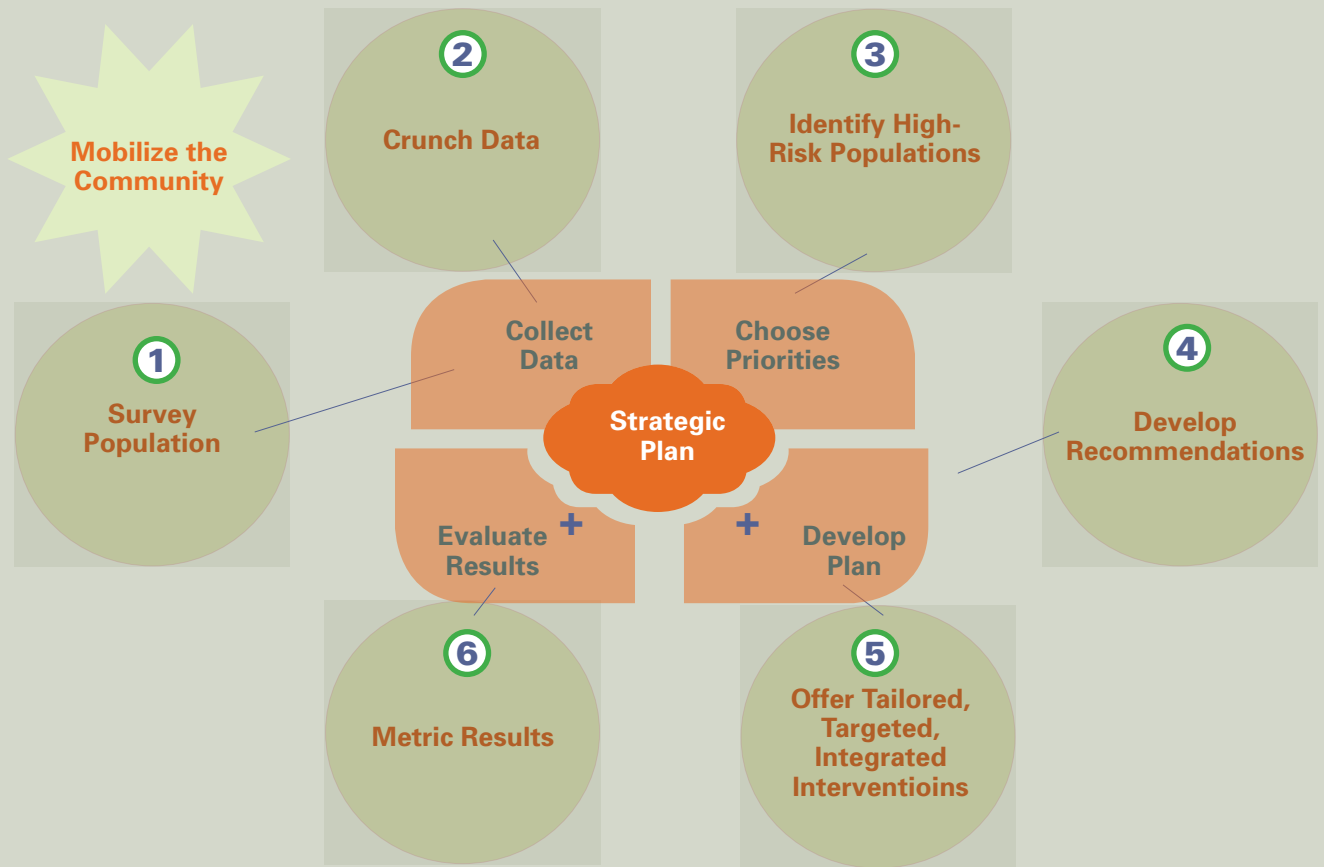 Mobilize the
Community
1
Survey
Population
2
Crunch Data
3
Identify High-
Risk Populations
4
Develop
Recommendations
5
Offer Tailored,
Targeted,
Integrated
Interventioins
6
Metric Results
Collect
Data
Choose
Priorities
Strategic
Plan
Evaluate
Results
+
+
Develop
Plan